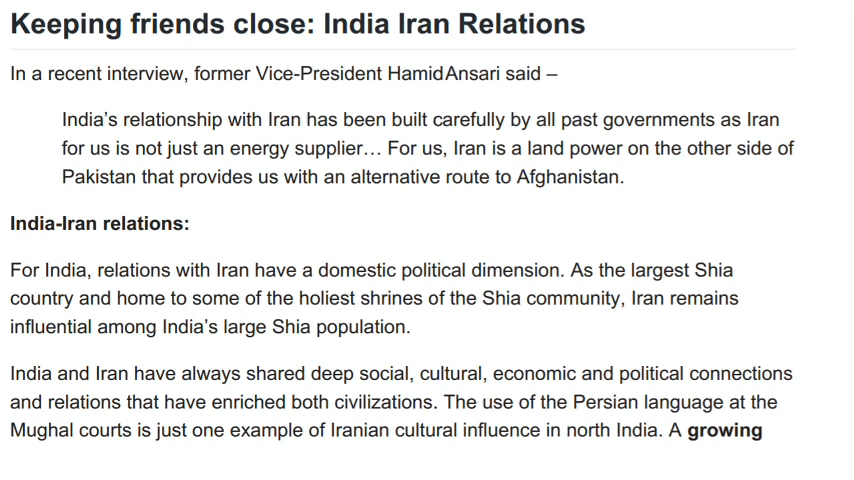 Keeping friends close: India Iran Relations
In a recent interview, former Vice-President Hamid Ansari said –
India's relationship with Iran has been built carefully by all past governments as Iran
for us is not just an energy supplier… For us, Iran is a land power on the other side of
Pakistan that provides us with an alternative route to Afghanistan.
India-Iran relations:
For India, relations with Iran have a domestic political dimension. As the largest Shia
country and home to some of the holiest shrines of the Shia community, Iran remains
influential among India's large Shia population.
India and Iran have always shared deep social, cultural, economic and political connections
and relations that have enriched both civilizations. The use of the Persian language at the
Mughal courts is just one example of Iranian cultural influence in north India. A growing